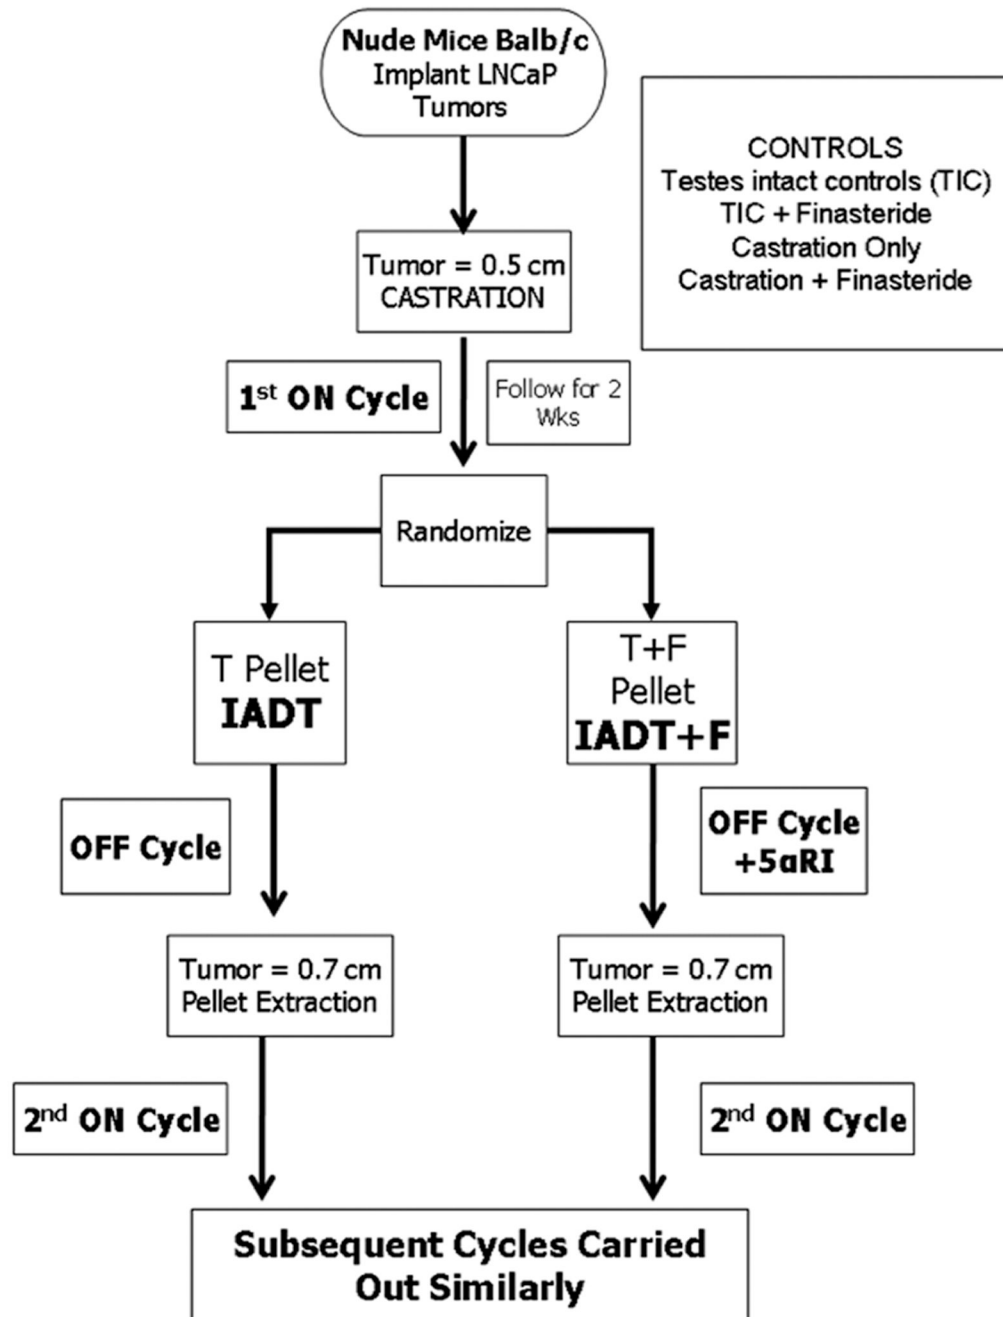 Nude Mice Balb/c
Implant LNCaP
Tumors
CONTROLS
Testes intact controls (TIC)
TIC + Finasteride
Castration Only
Castration + Finasteride
Tumor = 0.5 cm
CASTRATION
1st ON Cycle
Follow for 2
Wks
Randomize
T Pellet
IADT
T+F
Pellet
IADT+F
OFF Cycle
OFF Cycle
+5αRI
Tumor = 0.7 cm
Pellet Extraction
Tumor = 0.7 cm
Pellet Extraction
2nd ON Cycle
2nd ON Cycle
Subsequent Cycles Carried
Out Similarly